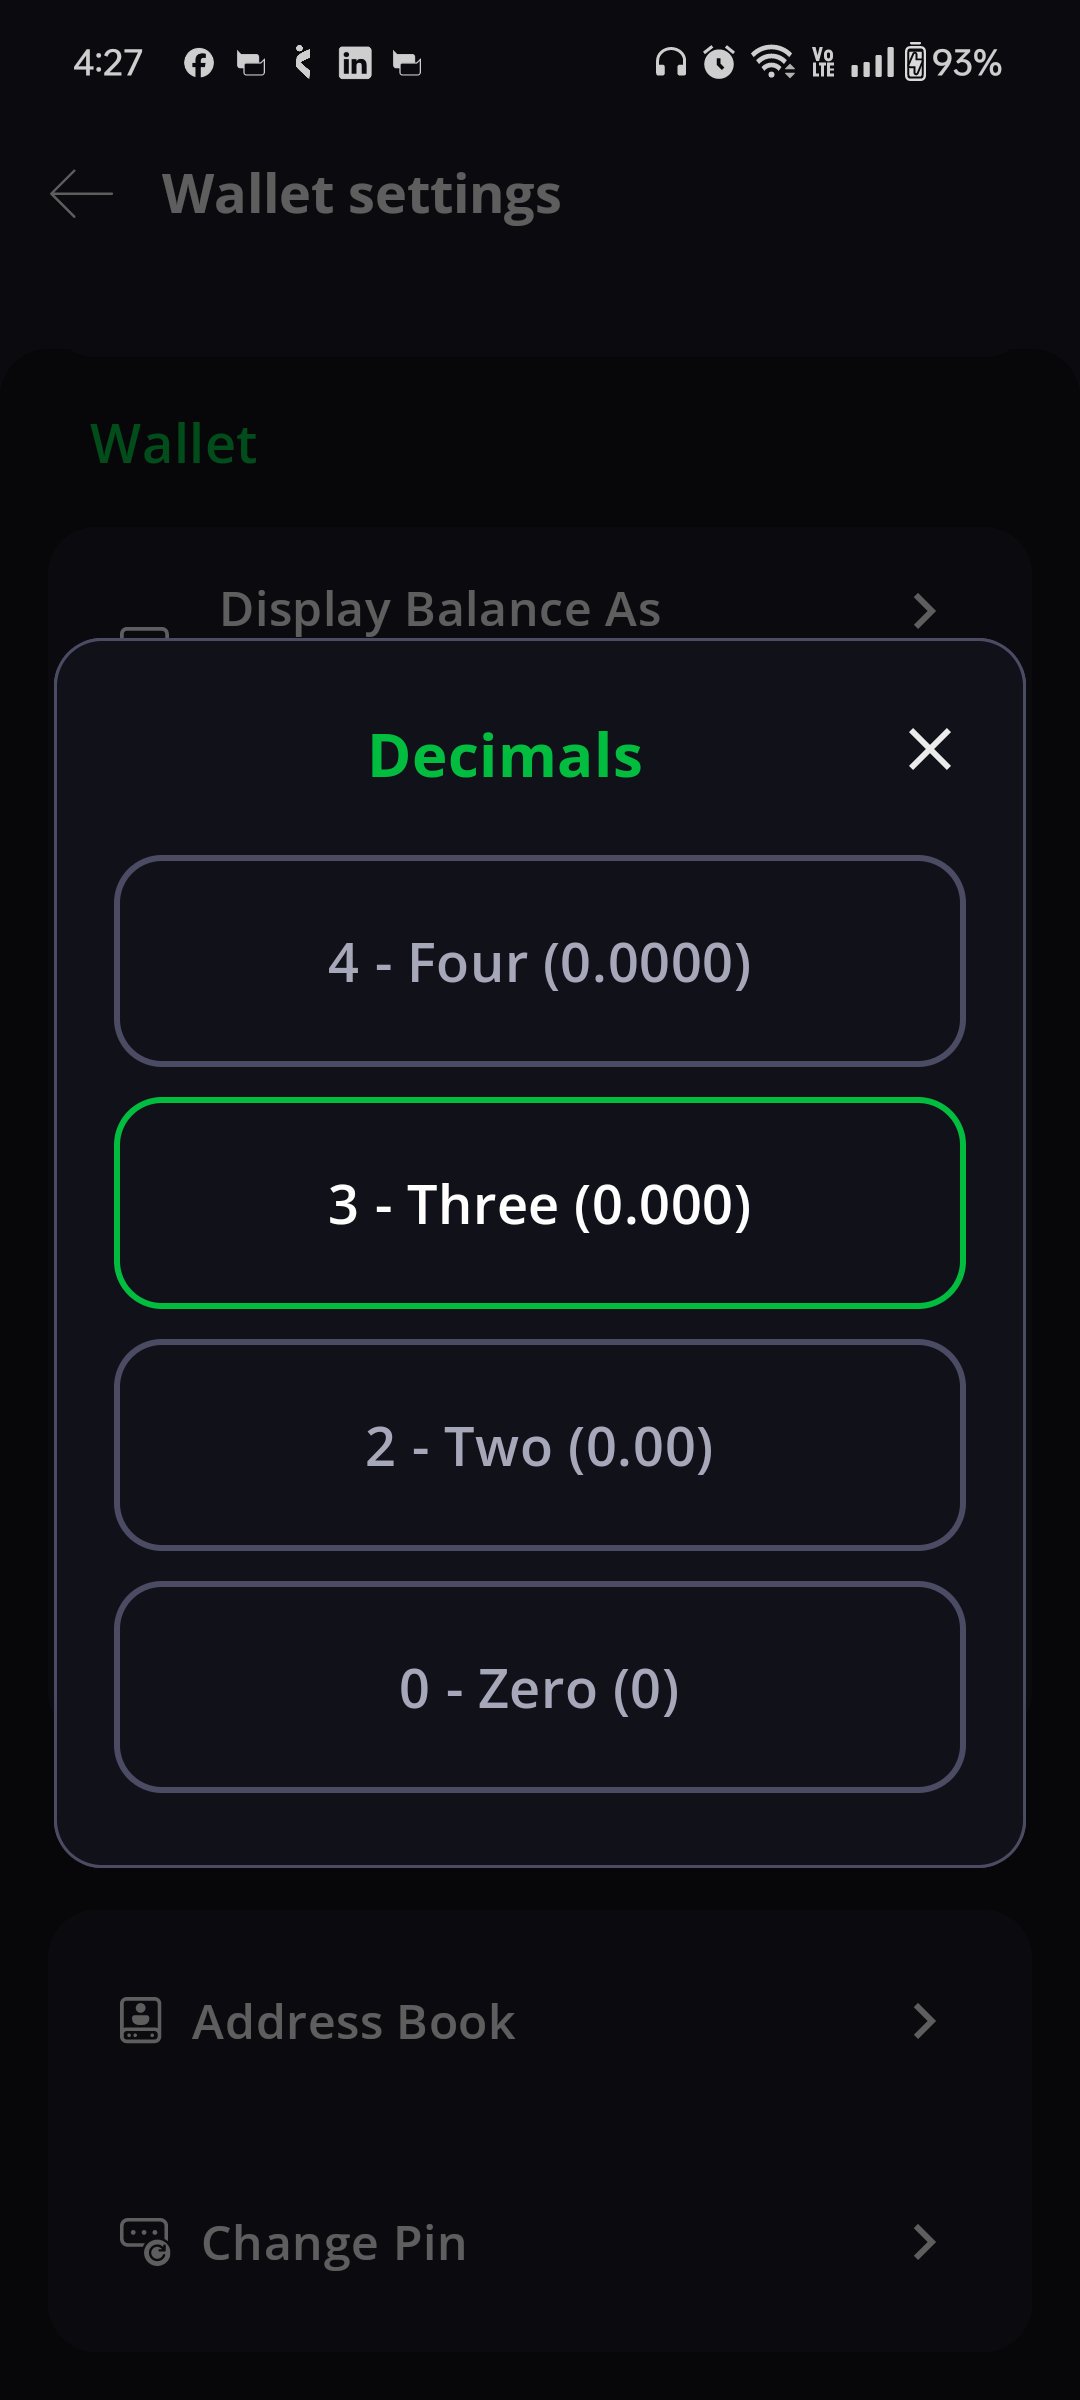 4:27
Vo LTE
93%
Wallet settings
Wallet
Display Balance As
Decimals
4 - Four (0.0000)
3 - Three (0.000)
2 - Two (0.00)
0 - Zero (0)
Address Book
Change Pin